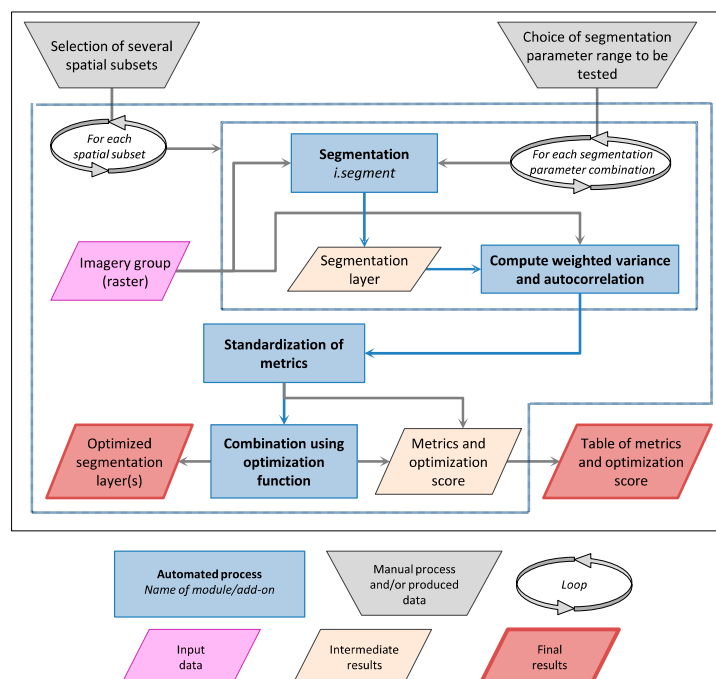 Selection of several
spatial subsets
Choice of segmentation
parameter range to be
tested
For each
spatial subset
Segmentation
i.segment
For each segmentation
parameter combination
Imagery group
(raster)
Segmentation
layer
Compute weighted variance
and autocorrelation
Standardization of
metrics
Optimized
segmentation
layer(s)
Combination using
optimization
function
Metrics and
optimization
score
Table of metrics
and optimization
score
Automated process
Name of module/add-on
Manual process
and/or produced
data
Loop
Input
data
Intermediate
results
Final
results